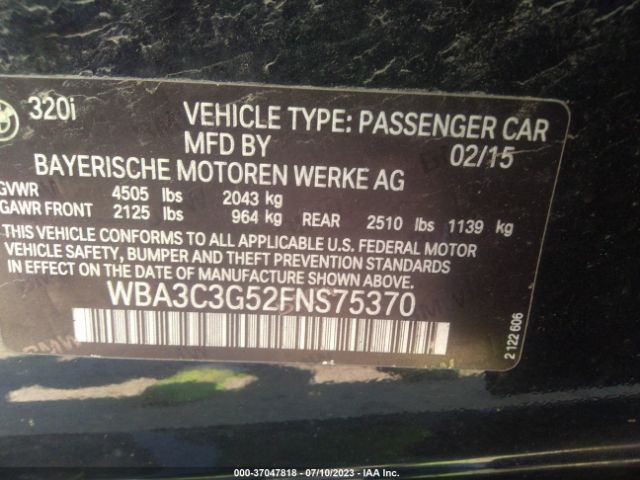 320i
VEHICLE TYPE: PASSENGER CAR
MFD BY 02/15
BAYERISCHE MOTOREN WERKE AG
GVWR 4505 lbs 2043 kg
GAWR FRONT 2125 lbs 964 kg REAR 2510 lbs 1139 kg
THIS VEHICLE CONFORMS TO ALL APPLICABLE U.S. FEDERAL MOTOR
VEHICLE SAFETY, BUMPER AND THEFT PREVENTION STANDARDS
IN EFFECT ON THE DATE OF MANUFACTURE SHOWN ABOVE.
WBA3C3G52FNS75370
2 122 606
000-37047818 - 07/10/2023 - IAA Inc.